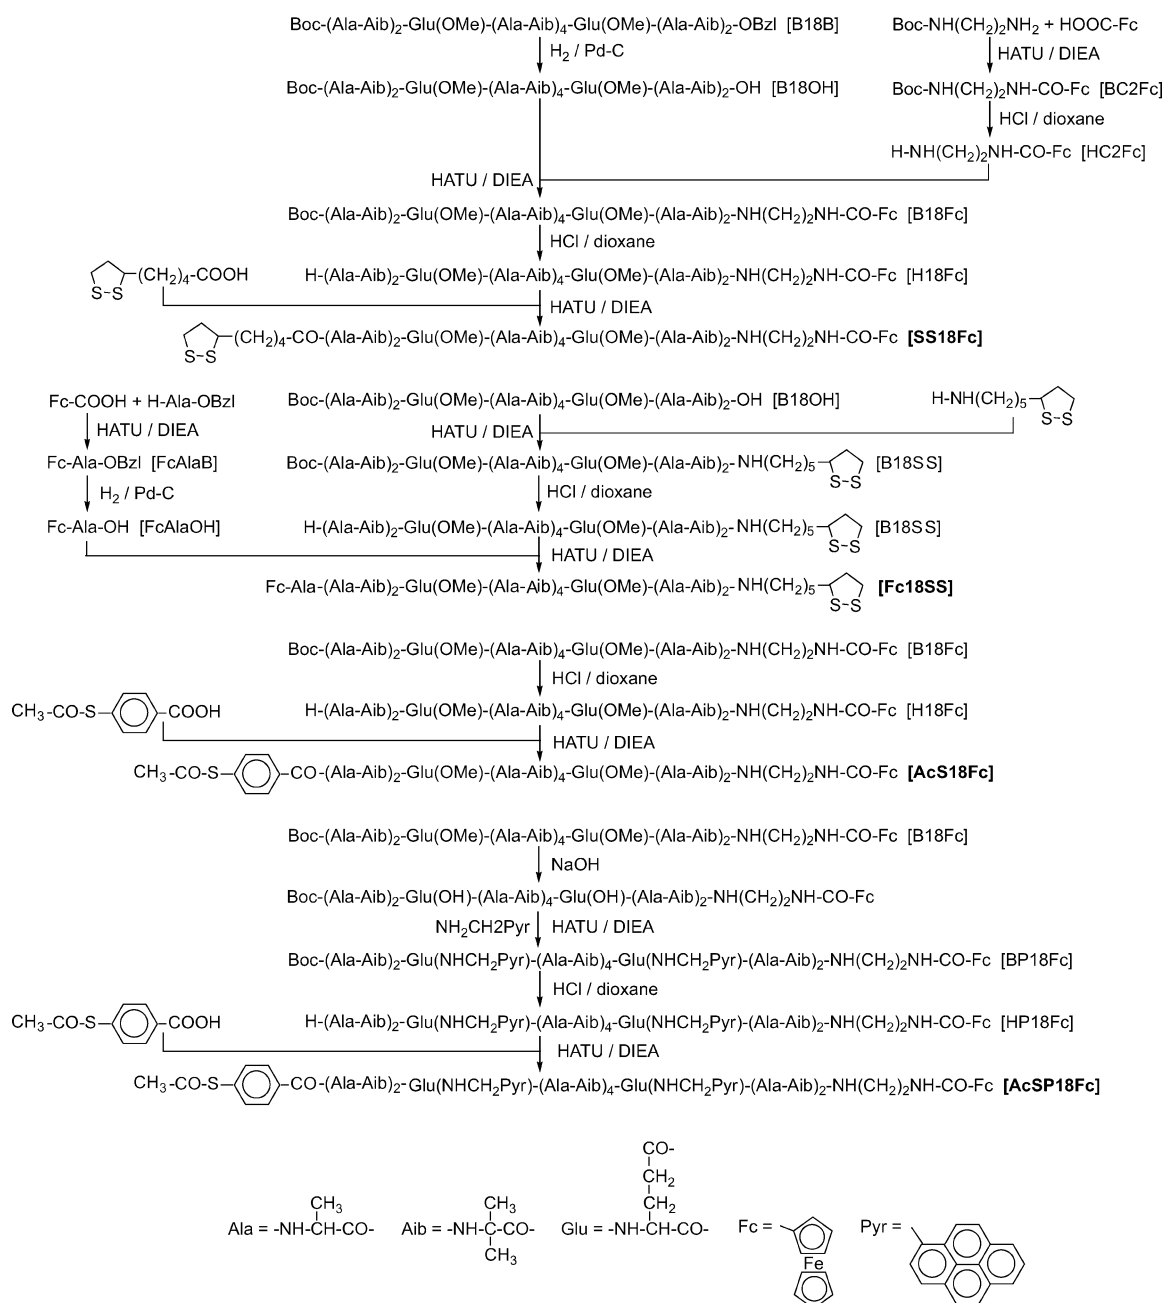 Boc-(Ala-Aib)₂-Glu(OMe)-(Ala-Aib)₄-Glu(OMe)-(Ala-Aib)₂-OBzl [B18B]
Boc-NH(CH₂)₂NH₂ + HOOC-Fc
H₂ / Pd-C
HATU / DIEA
Boc-(Ala-Aib)₂-Glu(OMe)-(Ala-Aib)₄-Glu(OMe)-(Ala-Aib)₂-OH [B18OH]
Boc-NH(CH₂)₂NH-CO-Fc [BC2Fc]
HCl / dioxane
H-NH(CH₂)₂NH-CO-Fc [HC2Fc]
HATU / DIEA
Boc-(Ala-Aib)₂-Glu(OMe)-(Ala-Aib)₄-Glu(OMe)-(Ala-Aib)₂-NH(CH₂)₂NH-CO-Fc [B18Fc]
HCl / dioxane
S-S (CH₂)₄-COOH
H-(Ala-Aib)₂-Glu(OMe)-(Ala-Aib)₄-Glu(OMe)-(Ala-Aib)₂-NH(CH₂)₂NH-CO-Fc [H18Fc]
HATU / DIEA
S-S (CH₂)₄-CO-(Ala-Aib)₂-Glu(OMe)-(Ala-Aib)₄-Glu(OMe)-(Ala-Aib)₂-NH(CH₂)₂NH-CO-Fc [SS18Fc]
Fc-COOH + H-Ala-OBzl
Boc-(Ala-Aib)₂-Glu(OMe)-(Ala-Aib)₄-Glu(OMe)-(Ala-Aib)₂-OH [B18OH]
H-NH(CH₂)₅ S-S
HATU / DIEA
HATU / DIEA
Fc-Ala-OBzl [FcAlaB]
Boc-(Ala-Aib)₂-Glu(OMe)-(Ala-Aib)₄-Glu(OMe)-(Ala-Aib)₂-NH(CH₂)₅ S-S [B18SS]
H₂ / Pd-C
HCl / dioxane
Fc-Ala-OH [FcAlaOH]
H-(Ala-Aib)₂-Glu(OMe)-(Ala-Aib)₄-Glu(OMe)-(Ala-Aib)₂-NH(CH₂)₅ S-S [B18SS]
HATU / DIEA
Fc-Ala-(Ala-Aib)₂-Glu(OMe)-(Ala-Aib)₄-Glu(OMe)-(Ala-Aib)₂-NH(CH₂)₅ S-S [Fc18SS]
Boc-(Ala-Aib)₂-Glu(OMe)-(Ala-Aib)₄-Glu(OMe)-(Ala-Aib)₂-NH(CH₂)₂NH-CO-Fc [B18Fc]
HCl / dioxane
CH₃-CO-S COOH
H-(Ala-Aib)₂-Glu(OMe)-(Ala-Aib)₄-Glu(OMe)-(Ala-Aib)₂-NH(CH₂)₂NH-CO-Fc [H18Fc]
HATU / DIEA
CH₃-CO-S CO-(Ala-Aib)₂-Glu(OMe)-(Ala-Aib)₄-Glu(OMe)-(Ala-Aib)₂-NH(CH₂)₂NH-CO-Fc [AcS18Fc]
Boc-(Ala-Aib)₂-Glu(OMe)-(Ala-Aib)₄-Glu(OMe)-(Ala-Aib)₂-NH(CH₂)₂NH-CO-Fc [B18Fc]
NaOH
Boc-(Ala-Aib)₂-Glu(OH)-(Ala-Aib)₄-Glu(OH)-(Ala-Aib)₂-NH(CH₂)₂NH-CO-Fc
NH₂CH2Pyr HATU / DIEA
Boc-(Ala-Aib)₂-Glu(NHCH₂Pyr)-(Ala-Aib)₄-Glu(NHCH₂Pyr)-(Ala-Aib)₂-NH(CH₂)₂NH-CO-Fc [BP18Fc]
HCl / dioxane
CH₃-CO-S COOH
H-(Ala-Aib)₂-Glu(NHCH₂Pyr)-(Ala-Aib)₄-Glu(NHCH₂Pyr)-(Ala-Aib)₂-NH(CH₂)₂NH-CO-Fc [HP18Fc]
HATU / DIEA
CH₃-CO-S CO-(Ala-Aib)₂-Glu(NHCH₂Pyr)-(Ala-Aib)₄-Glu(NHCH₂Pyr)-(Ala-Aib)₂-NH(CH₂)₂NH-CO-Fc [AcSP18Fc]
CO-
CH₂
CH₃ CH₃ CH₂
Ala = -NH-CH-CO- Aib = -NH-C-CO- Glu = -NH-CH-CO- Fc = Pyr =
CH₃
Fe